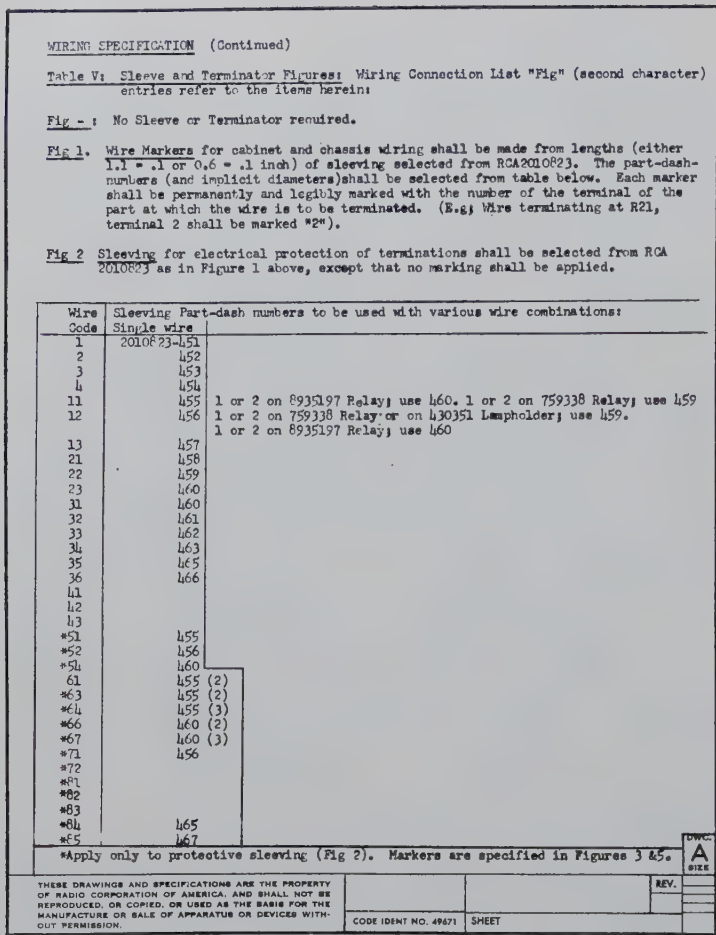 WIRING SPECIFICATION (Continued)
Table V: Sleeve and Terminator Figures: Wiring Connection List "Fig" (second character)
entries refer to the items herein:
Fig - : No Sleeve or Terminator required.
Fig 1. Wire Markers for cabinet and chassis wiring shall be made from lengths (either
1.1 - .1 or 0.6 - .1 inch) of sleeving selected from RCA2010823. The part-dash-
numbers (and implicit diameters)shall be selected from table below. Each marker
shall be permanently and legibly marked with the number of the terminal of the
part at which the wire is to be terminated. (E.g; Wire terminating at R21,
terminal 2 shall be marked "2").
Fig 2 Sleeving for electrical protection of terminations shall be selected from RCA
2010823 as in Figure 1 above, except that no marking shall be applied.
Wire Sleeving Part-dash numbers to be used with various wire combinations:
Code Single wire
1 2010823-451
2 452
3 453
4 454
11 455 1 or 2 on 8935197 Relay; use 460. 1 or 2 on 759338 Relay; use 459
12 456 1 or 2 on 759338 Relay or on 430351 Lampholder; use 459.
1 or 2 on 8935197 Relay; use 460
13 457
21 458
22 459
23 460
31 460
32 461
33 462
34 463
35 465
36 466
41
42
43
*51 455
*52 456
*54 460
61 455 (2)
*63 455 (2)
*64 455 (3)
*66 460 (2)
*67 460 (3)
*71 456
*72
*81
*82
*83
*84 465
*85 467
*Apply only to protective sleeving (Fig 2). Markers are specified in Figures 3 &5.
DWG.
A
SIZE
THESE DRAWINGS AND SPECIFICATIONS ARE THE PROPERTY
OF RADIO CORPORATION OF AMERICA, AND SHALL NOT BE
REPRODUCED, OR COPIED, OR USED AS THE BASIS FOR THE
MANUFACTURE OR SALE OF APPARATUS OR DEVICES WITH-
OUT PERMISSION.
CODE IDENT NO. 49671
SHEET
REV.